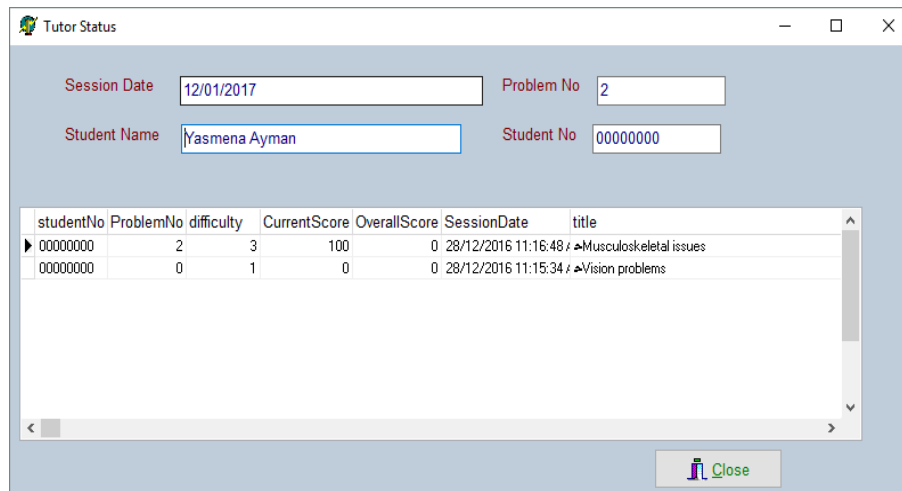 Tutor Status
Session Date 12/01/2017 Problem No 2
Student Name Yasmena Ayman Student No 00000000
studentNo ProblemNo difficulty CurrentScore OverallScore SessionDate title
00000000 2 3 100 0 28/12/2016 11:16:48 Musculoskeletal issues
00000000 0 1 0 0 28/12/2016 11:15:34 Vision problems
Close